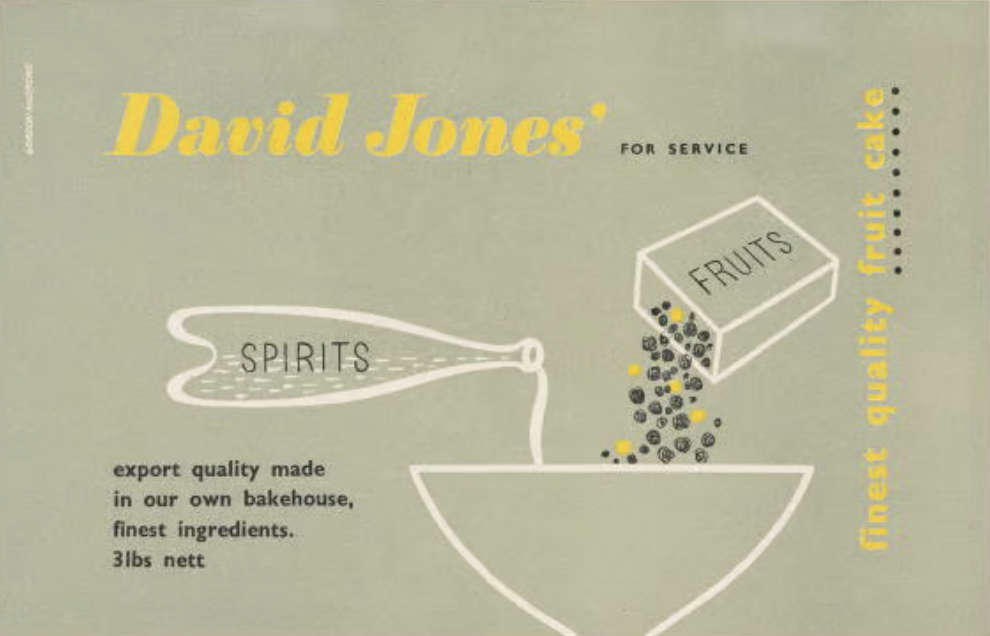 David Jones'
FOR SERVICE
finest quality fruit cake
FRUITS
SPIRITS
export quality made
in our own bakehouse,
finest ingredients.
3lbs nett